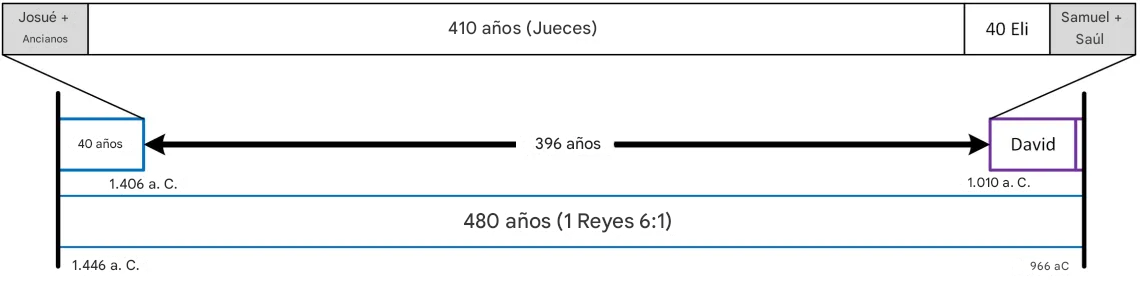 Josué +
Ancianos
410 años (Jueces)
40 Eli
Samuel +
Saúl
40 años
396 años
David
1.406 a. C.
1.010 a. C.
480 años (1 Reyes 6:1)
1.446 a. C.
966 aC